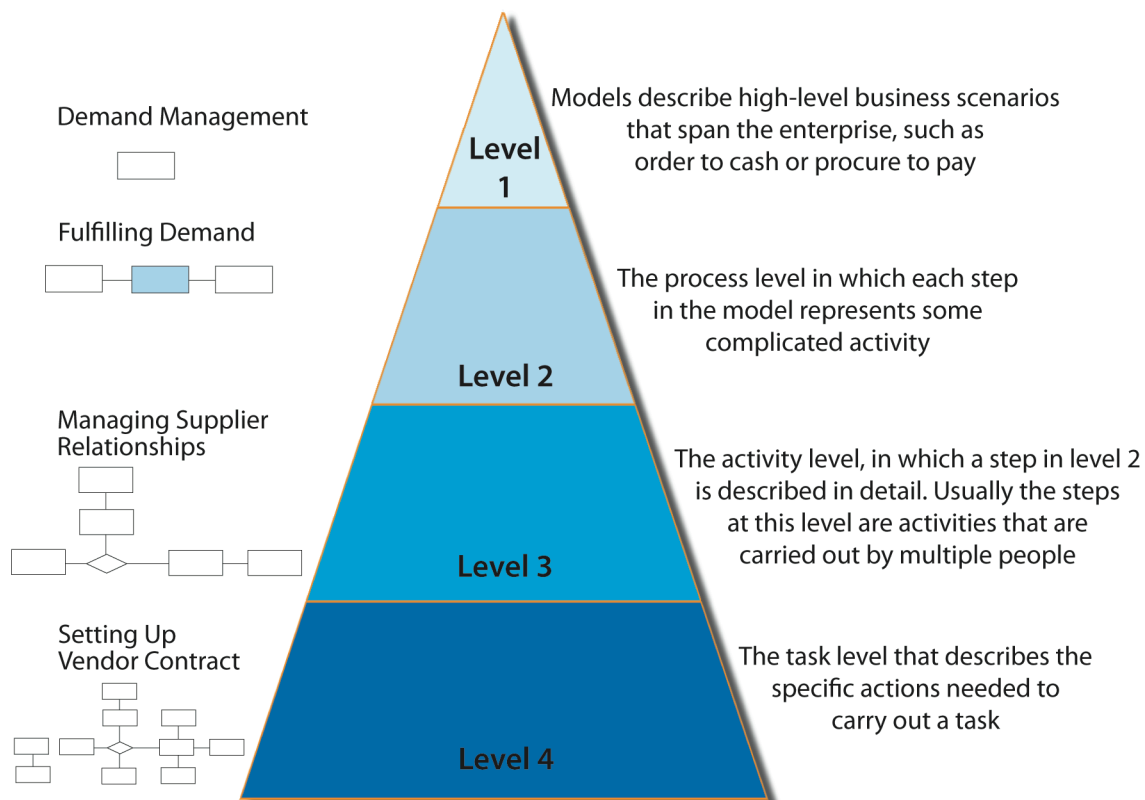 Demand Management
Models describe high-level business scenarios
that span the enterprise, such as
order to cash or procure to pay
Level
1
Fulfilling Demand
The process level in which each step
in the model represents some
complicated activity
Level 2
Managing Supplier
Relationships
The activity level, in which a step in level 2
is described in detail. Usually the steps
at this level are activities that are
carried out by multiple people
Level 3
Setting Up
Vendor Contract
The task level that describes the
specific actions needed to
carry out a task
Level 4